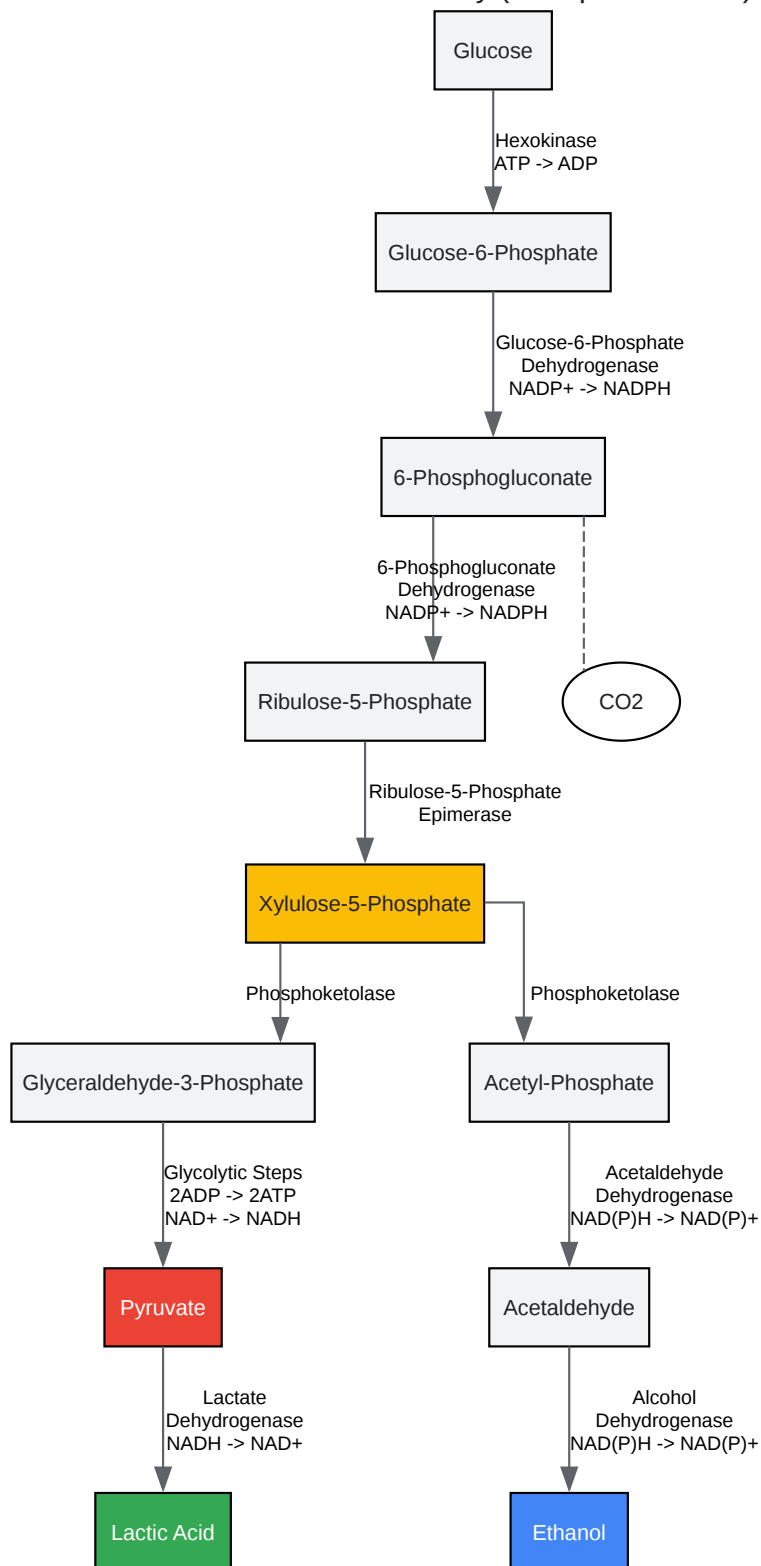 Glucose
Hexokinase
ATP -> ADP
Glucose-6-Phosphate
Glucose-6-Phosphate
Dehydrogenase
NADP+ -> NADPH
6-Phosphogluconate
6-Phosphogluconate
Dehydrogenase
NADP+ -> NADPH
Ribulose-5-Phosphate
CO2
Ribulose-5-Phosphate
Epimerase
Xylulose-5-Phosphate
Phosphoketolase
Phosphoketolase
Glyceraldehyde-3-Phosphate
Acetyl-Phosphate
Glycolytic Steps
2ADP -> 2ATP
NAD+ -> NADH
Acetaldehyde
Dehydrogenase
NAD(P)H -> NAD(P)+
Pyruvate
Acetaldehyde
Lactate
Dehydrogenase
NADH -> NAD+
Alcohol
Dehydrogenase
NAD(P)H -> NAD(P)+
Lactic Acid
Ethanol